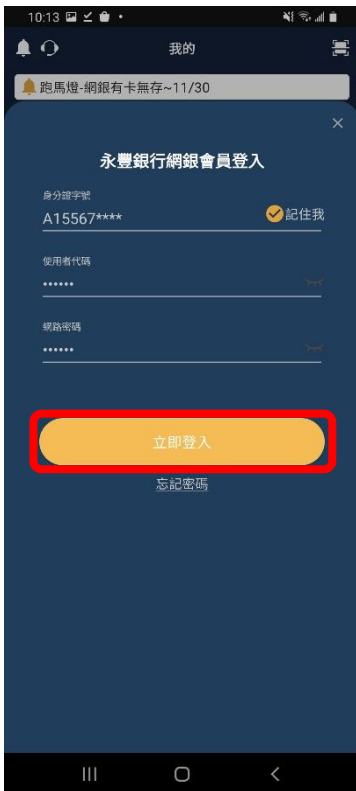 10:13
我的
跑馬燈-網銀有卡無存~11/30
永豐銀行網銀會員登入
身分證字號
A15567****
記住我
使用者代碼
••••••
網路密碼
••••••
立即登入
忘記密碼